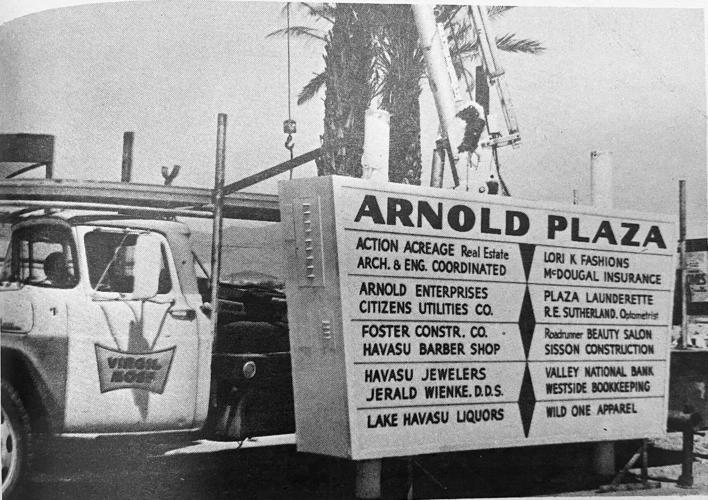 ARNOLD PLAZA
ACTION ACREAGE Real Estate
ARCH. & ENG. COORDINATED
ARNOLD ENTERPRISES
CITIZENS UTILITIES CO.
FOSTER CONSTR. CO.
HAVASU BARBER SHOP
HAVASU JEWELERS
JERALD WIENKE. D.D.S.
LAKE HAVASU LIQUORS
LORI K FASHIONS
McDOUGAL INSURANCE
PLAZA LAUNDERETTE
R.E. SUTHERLAND, Optometrist
Roadrunner BEAUTY SALON
SISSON CONSTRUCTION
VALLEY NATIONAL BANK
WESTSIDE BOOKKEEPING
WILD ONE APPAREL
VIRGIL
MOST